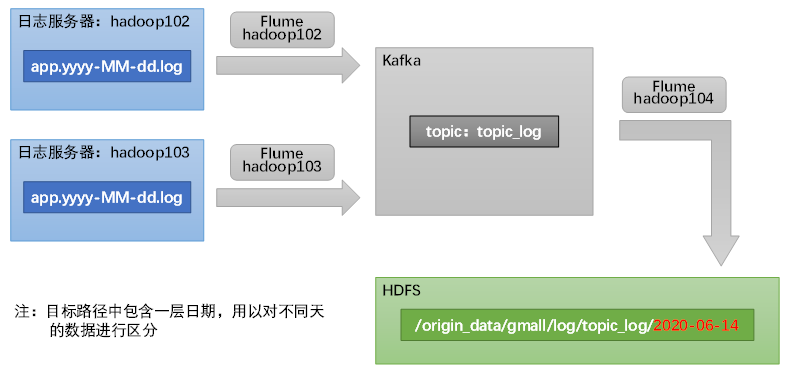 日志服务器：hadoop102
app.yyyy-MM-dd.log
Flume
hadoop102
日志服务器：hadoop103
app.yyyy-MM-dd.log
Flume
hadoop103
Kafka
topic：topic_log
Flume
hadoop104
HDFS
/origin_data/gmall/log/topic_log/2020-06-14
注：目标路径中包含一层日期，用以对不同天
的数据进行区分